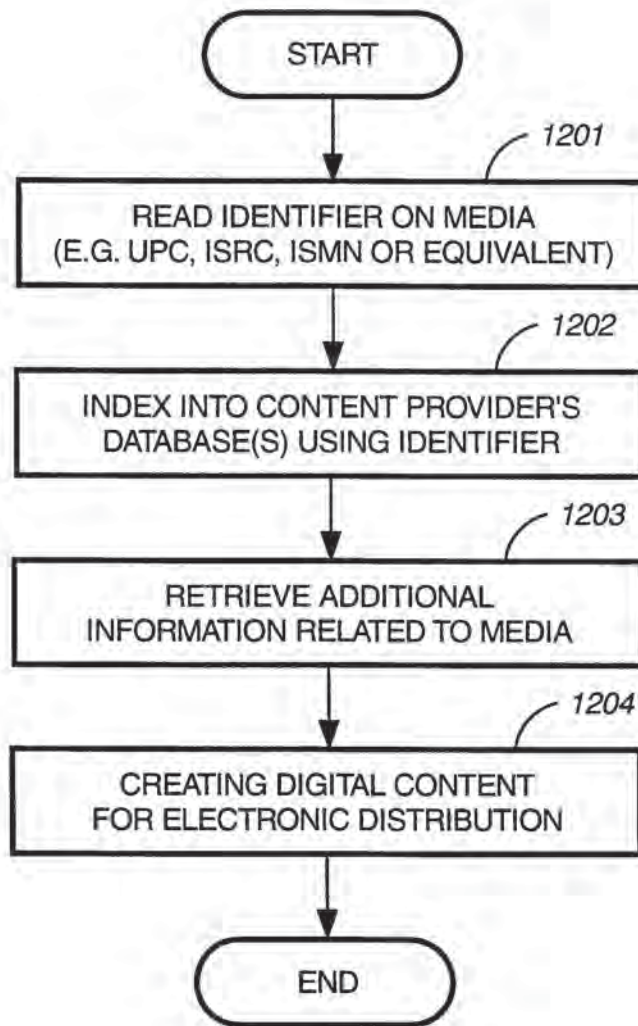 START
1201
READ IDENTIFIER ON MEDIA
(E.G. UPC, ISRC, ISMN OR EQUIVALENT)
1202
INDEX INTO CONTENT PROVIDER'S
DATABASE(S) USING IDENTIFIER
1203
RETRIEVE ADDITIONAL
INFORMATION RELATED TO MEDIA
1204
CREATING DIGITAL CONTENT
FOR ELECTRONIC DISTRIBUTION
END